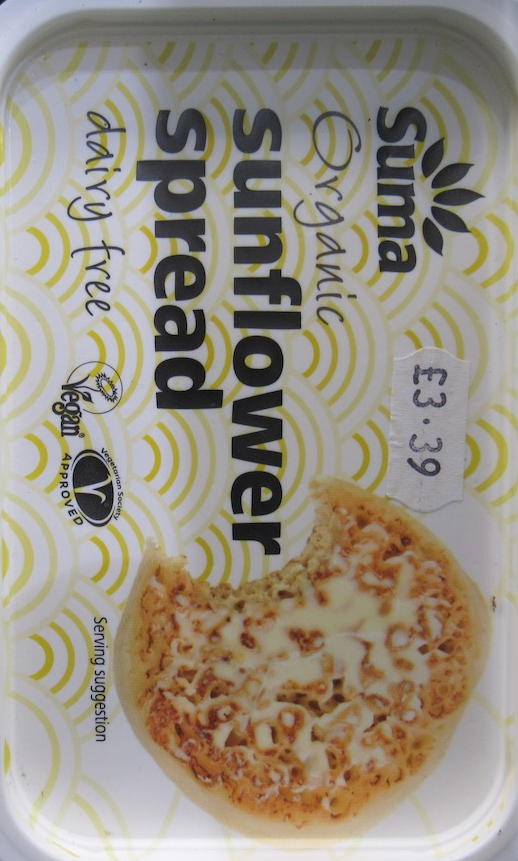 Suma
Organic
sunflower
spread
dairy free
£3.39
Vegan
Vegetarian Society
APPROVED
Serving suggestion